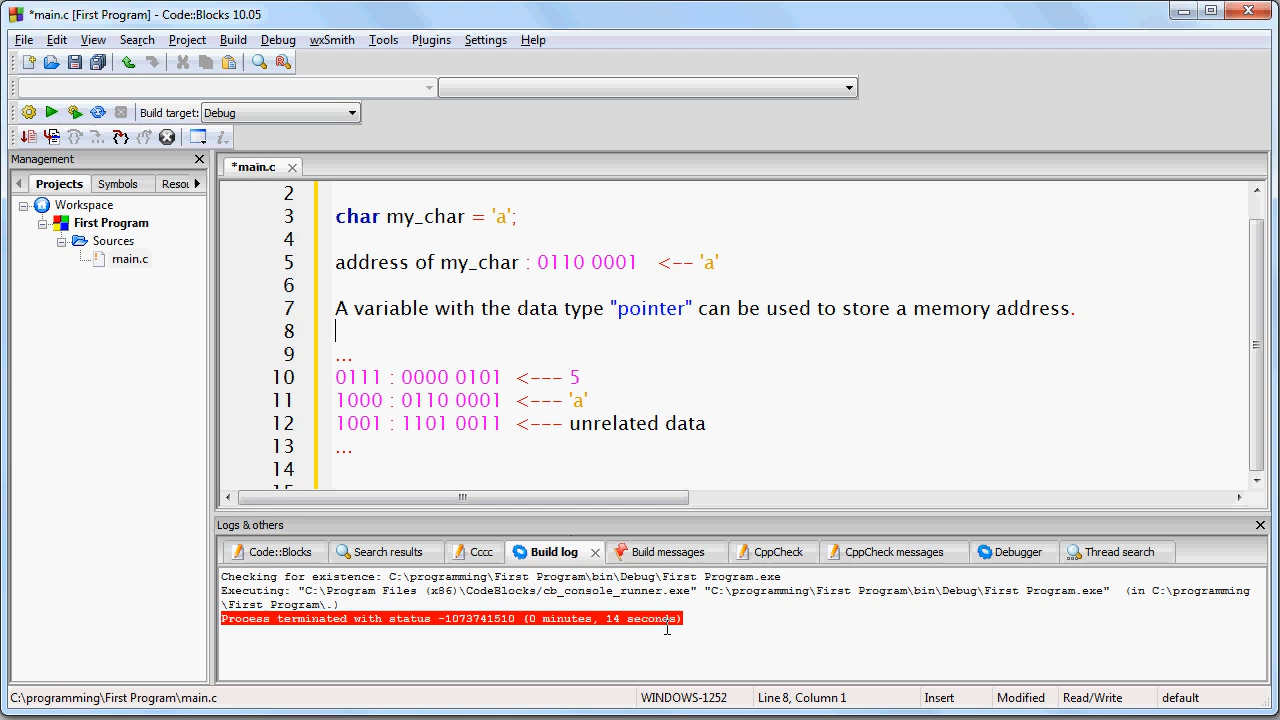 *main.c [First Program] - Code::Blocks 10.05
File Edit View Search Project Build Debug wxSmith Tools Plugins Settings Help
Build target: Debug
Management
Projects Symbols Resou
Workspace
First Program
Sources
main.c
*main.c
2
3 char my_char = 'a';
4
5 address of my_char : 0110 0001 <-- 'a'
6
7 A variable with the data type "pointer" can be used to store a memory address.
8
9 ...
10 0111 : 0000 0101 <--- 5
11 1000 : 0110 0001 <--- 'a'
12 1001 : 1101 0011 <--- unrelated data
13 ...
14
15
Logs & others
Code::Blocks Search results Cccc Build log Build messages CppCheck CppCheck messages Debugger Thread search
Checking for existence: C:\programming\First Program\bin\Debug\First Program.exe
Executing: "C:\Program Files (x86)\CodeBlocks/cb_console_runner.exe" "C:\programming\First Program\bin\Debug\First Program.exe"  (in C:\programming
\First Program\.)
Process terminated with status -1073741510 (0 minutes, 14 seconds)
C:\programming\First Program\main.c WINDOWS-1252 Line 8, Column 1 Insert Modified Read/Write default